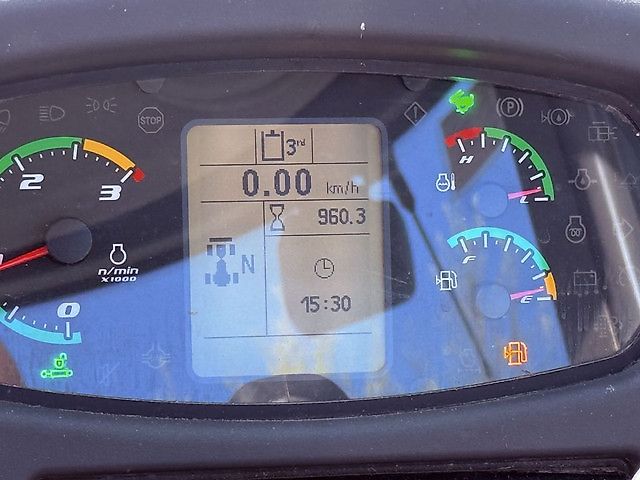 STOP
P
3rd
0.00 km/h
960.3
N
15:30
2
3
0
n/min
X1000
H
L
F
E